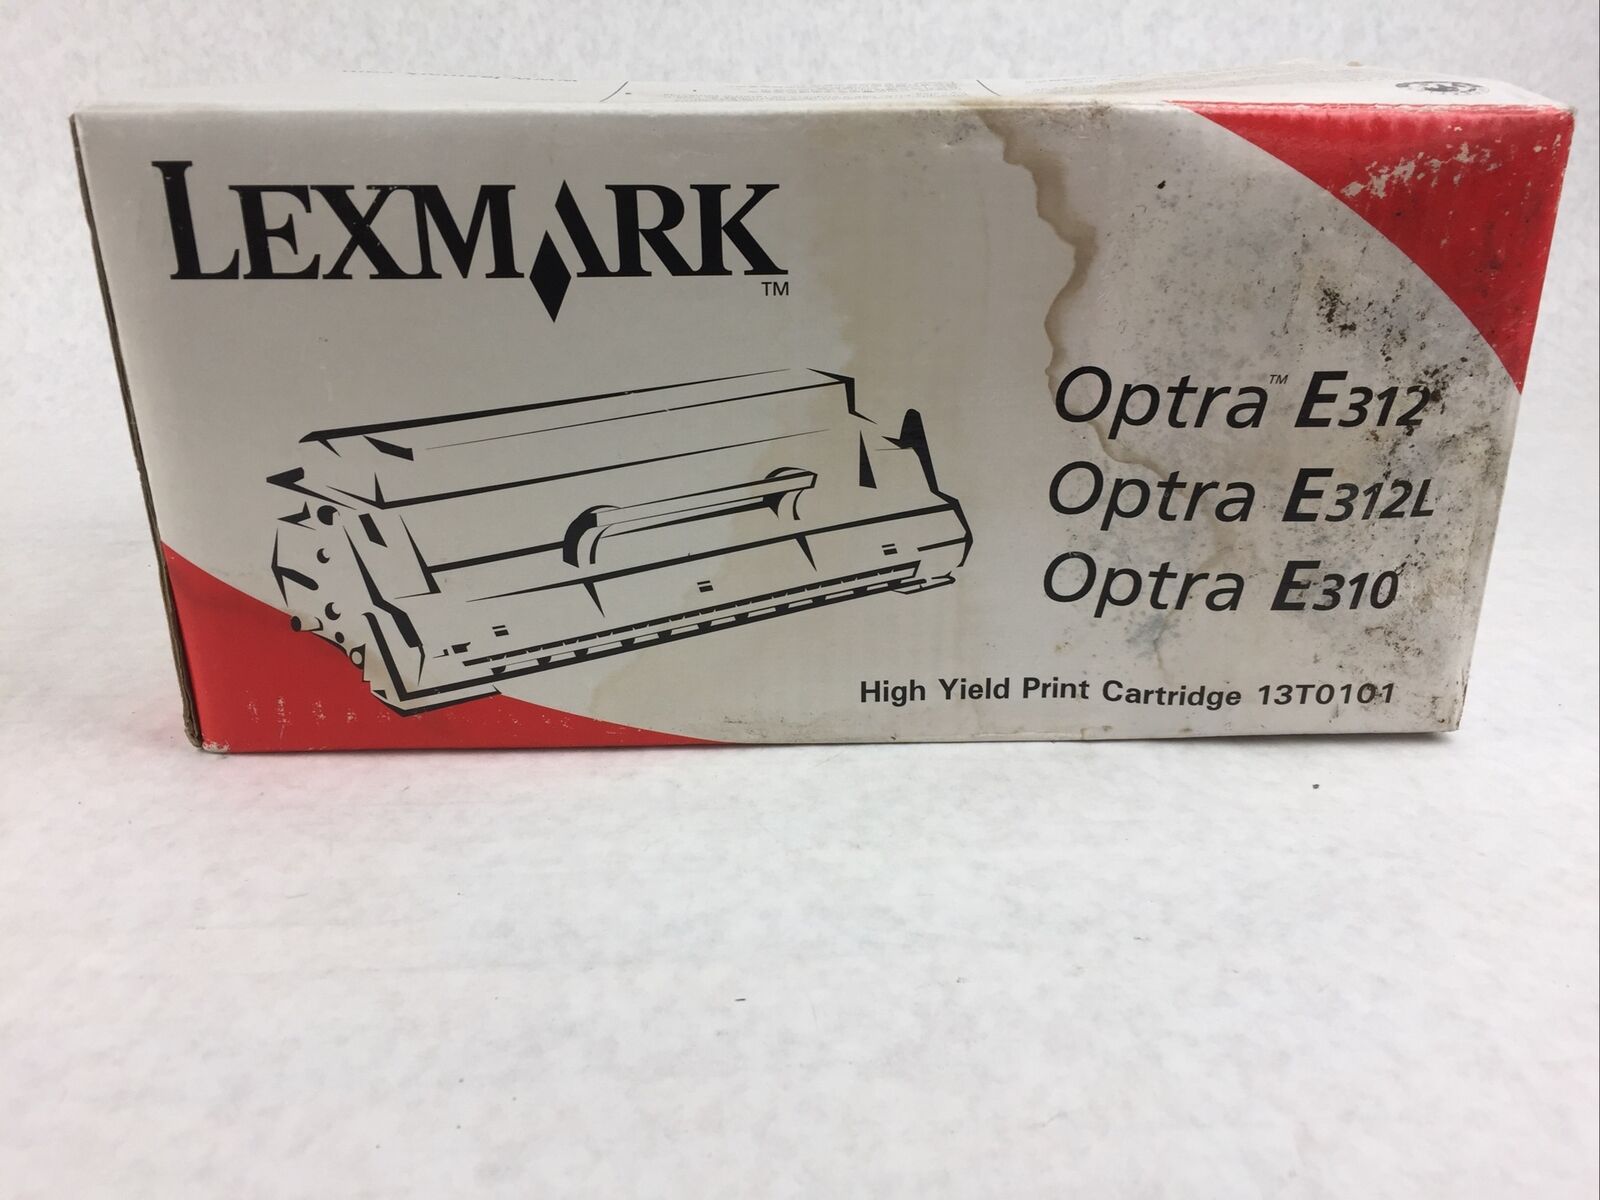 LEXMARK
TM
Optra™ E312
Optra E312L
Optra E310
High Yield Print Cartridge 13T0101